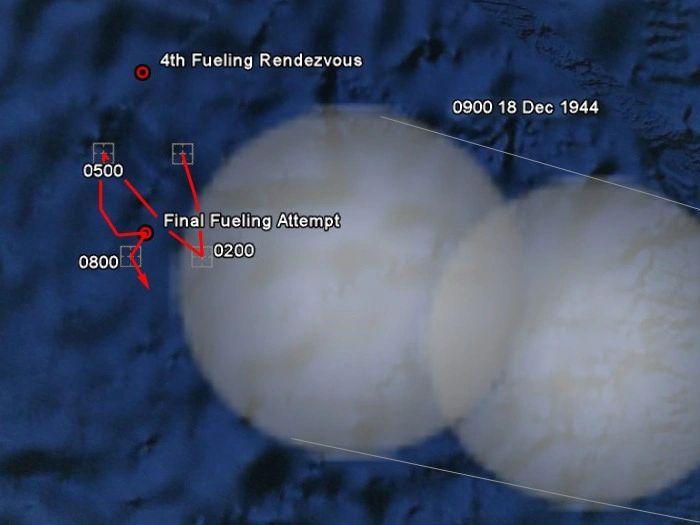 4th Fueling Rendezvous
0900 18 Dec 1944
0500
Final Fueling Attempt
0200
0800